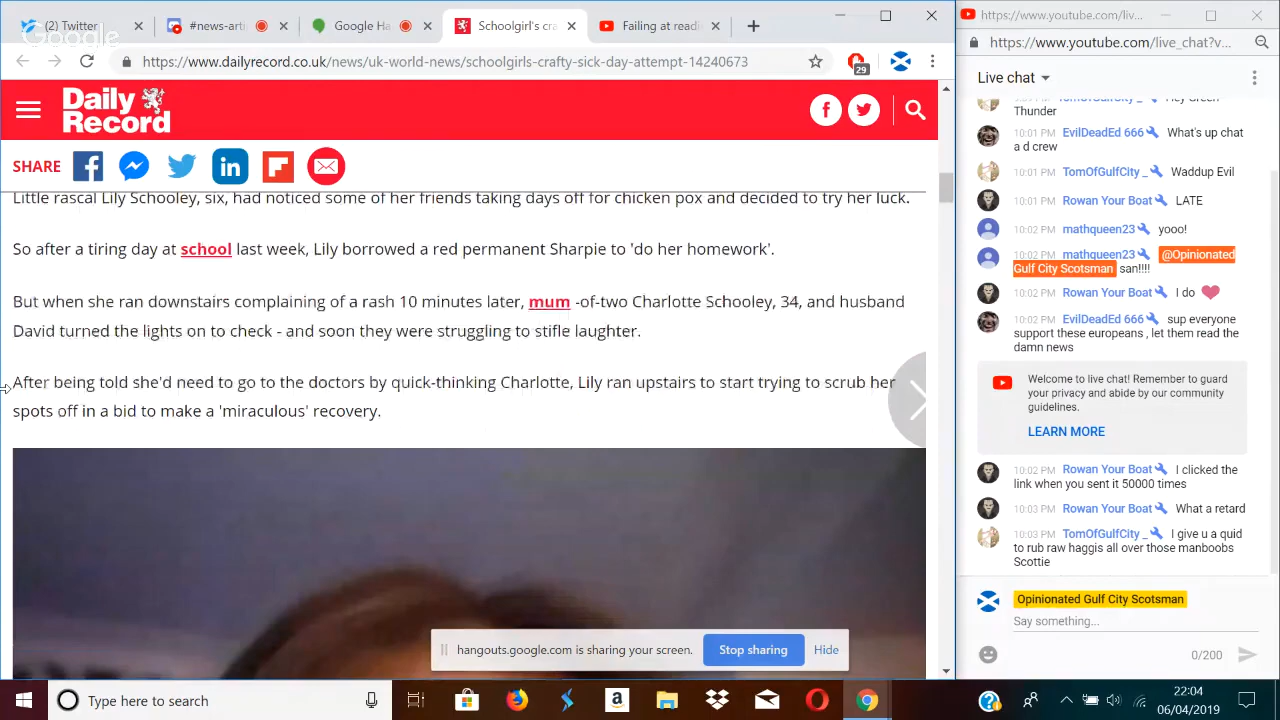 (2) Twitter
#news-arti
Google Ha
Schoolgirl's cra
Failing at readi
https://www.youtube.com/liv...
Google
https://www.dailyrecord.co.uk/news/uk-world-news/schoolgirls-crafty-sick-day-attempt-14240673
29
https://www.youtube.com/live_chat?v...
Daily
Record
Live chat
SHARE
Little rascal Lily Schooley, six, had noticed some of her friends taking days off for chicken pox and decided to try her luck.
So after a tiring day at school last week, Lily borrowed a red permanent Sharpie to 'do her homework'.
But when she ran downstairs complaining of a rash 10 minutes later, mum -of-two Charlotte Schooley, 34, and husband
David turned the lights on to check - and soon they were struggling to stifle laughter.
After being told she'd need to go to the doctors by quick-thinking Charlotte, Lily ran upstairs to start trying to scrub her
spots off in a bid to make a 'miraculous' recovery.
TomOfGulfCity _ Hey Green
Thunder
10:01 PM EvilDeadEd 666 What's up chat
a d crew
10:01 PM TomOfGulfCity _ Waddup Evil
10:01 PM Rowan Your Boat LATE
10:02 PM mathqueen23 yooo!
10:02 PM mathqueen23 @Opinionated
Gulf City Scotsman san!!!!
10:02 PM Rowan Your Boat I do
10:02 PM EvilDeadEd 666 sup everyone
support these europeans , let them read the
damn news
Welcome to live chat! Remember to guard
your privacy and abide by our community
guidelines.
LEARN MORE
10:02 PM Rowan Your Boat I clicked the
link when you sent it 50000 times
10:03 PM Rowan Your Boat What a retard
10:03 PM TomOfGulfCity _ I give u a quid
to rub raw haggis all over those manboobs
Scottie
Opinionated Gulf City Scotsman
Say something...
0/200
hangouts.google.com is sharing your screen.
Stop sharing
Hide
Type here to search
22:04
06/04/2019